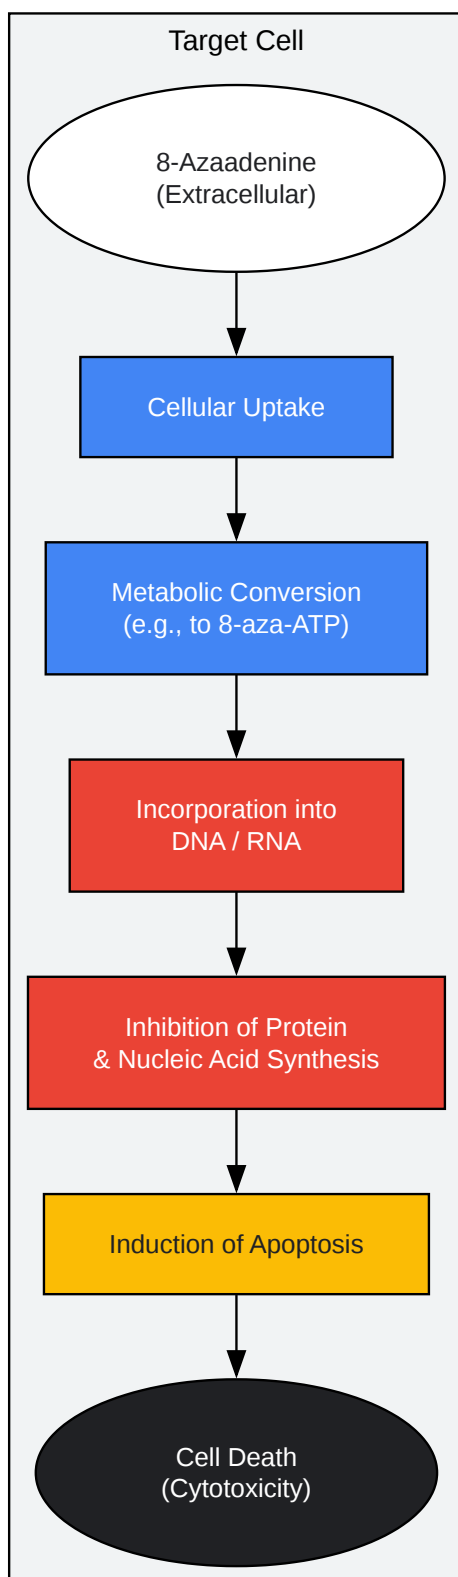 Target Cell
8-Azaadenine
(Extracellular)
Cellular Uptake
Metabolic Conversion
(e.g., to 8-aza-ATP)
Incorporation into
DNA / RNA
Inhibition of Protein
& Nucleic Acid Synthesis
Induction of Apoptosis
Cell Death
(Cytotoxicity)